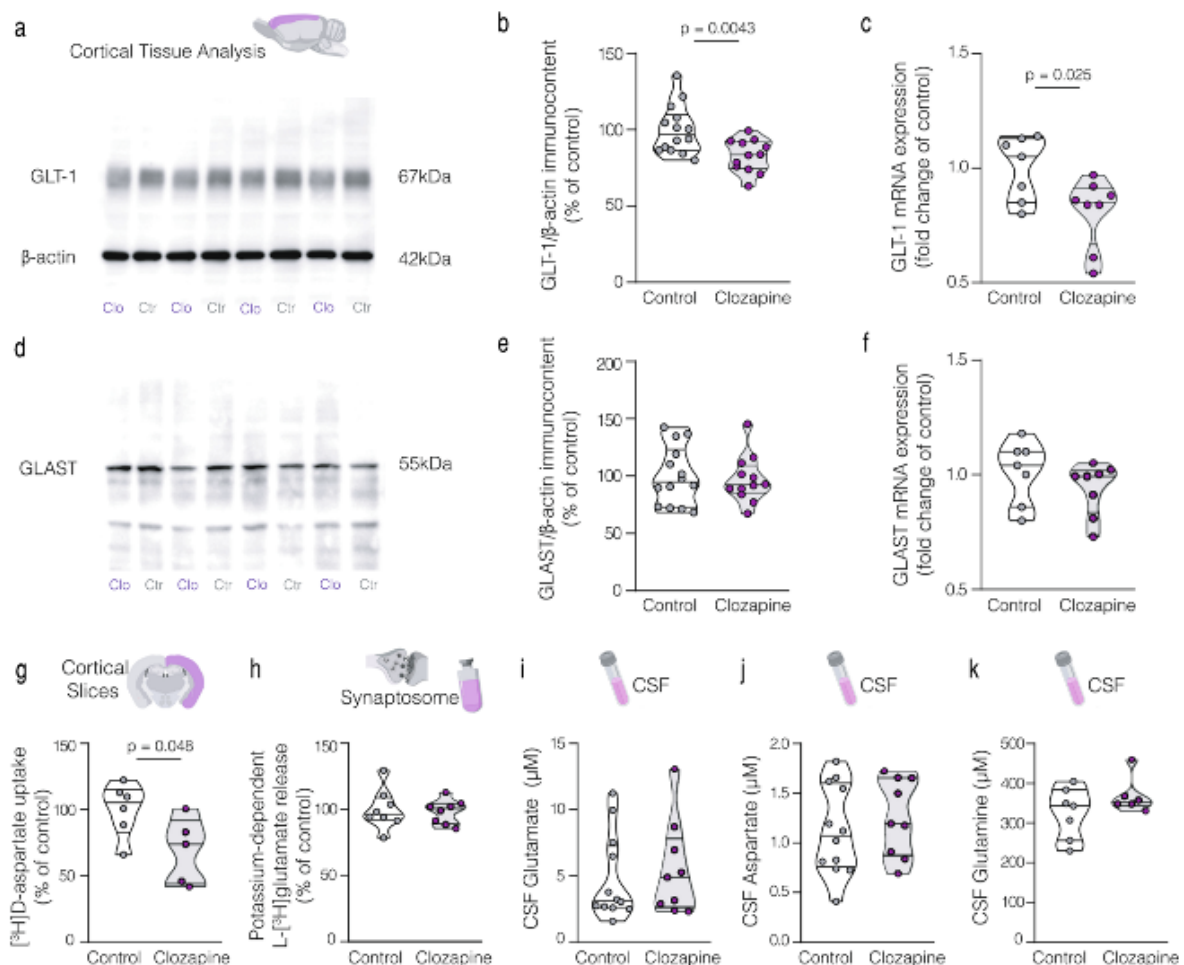 a
Cortical Tissue Analysis
GLT-1
67kDa
β-actin
42kDa
Clo Ctr Clo Ctr Clo Ctr Clo Ctr
b
p = 0.0043
GLT-1/β-actin immunocontent
(% of control)
150
100
50
0
Control Clozapine
c
p = 0.025
GLT-1 mRNA expression
(fold change of control)
1.5
1.0
0.5
Control Clozapine
d
GLAST
55kDa
Clo Ctr Clo Ctr Clo Ctr Clo Ctr
e
GLAST/β-actin immunocontent
(% of control)
200
150
100
50
0
Control Clozapine
f
GLAST mRNA expression
(fold change of control)
1.5
1.0
0.5
Control Clozapine
g
Cortical
Slices
p = 0.048
[³H]D-aspartate uptake
(% of control)
150
100
50
0
Control Clozapine
h
Synaptosome
Potassium-dependent
L-[³H]glutamate release
(% of control)
150
100
50
0
Control Clozapine
i
CSF
CSF Glutamate (µM)
15
10
5
0
Control Clozapine
j
CSF
CSF Aspartate (µM)
2.0
1.5
1.0
0.5
0.0
Control Clozapine
k
CSF
CSF Glutamine (µM)
500
400
300
200
100
0
Control Clozapine